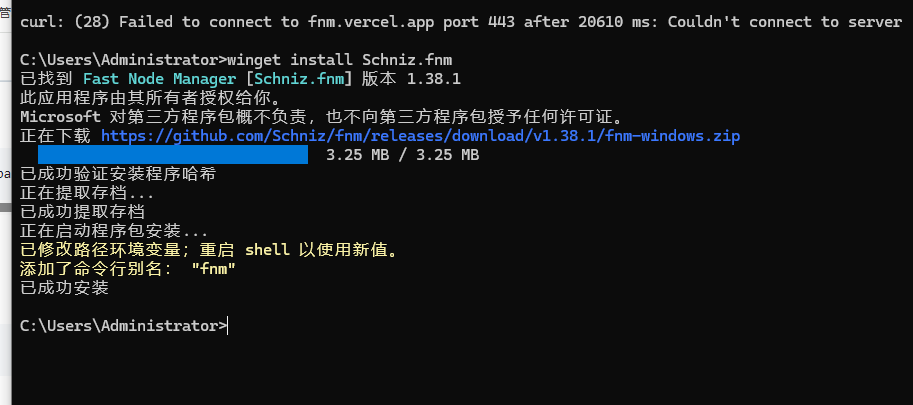 管
curl: (28) Failed to connect to fnm.vercel.app port 443 after 20610 ms: Couldn't connect to server
C:\Users\Administrator>winget install Schniz.fnm
已找到 Fast Node Manager [Schniz.fnm] 版本 1.38.1
此应用程序由其所有者授权给你。
Microsoft 对第三方程序包概不负责，也不向第三方程序包授予任何许可证。
正在下载 https://github.com/Schniz/fnm/releases/download/v1.38.1/fnm-windows.zip
3.25 MB / 3.25 MB
已成功验证安装程序哈希
正在提取存档...
已成功提取存档
正在启动程序包安装...
已修改路径环境变量；重启 shell 以使用新值。
添加了命令行别名： "fnm"
已成功安装
C:\Users\Administrator>